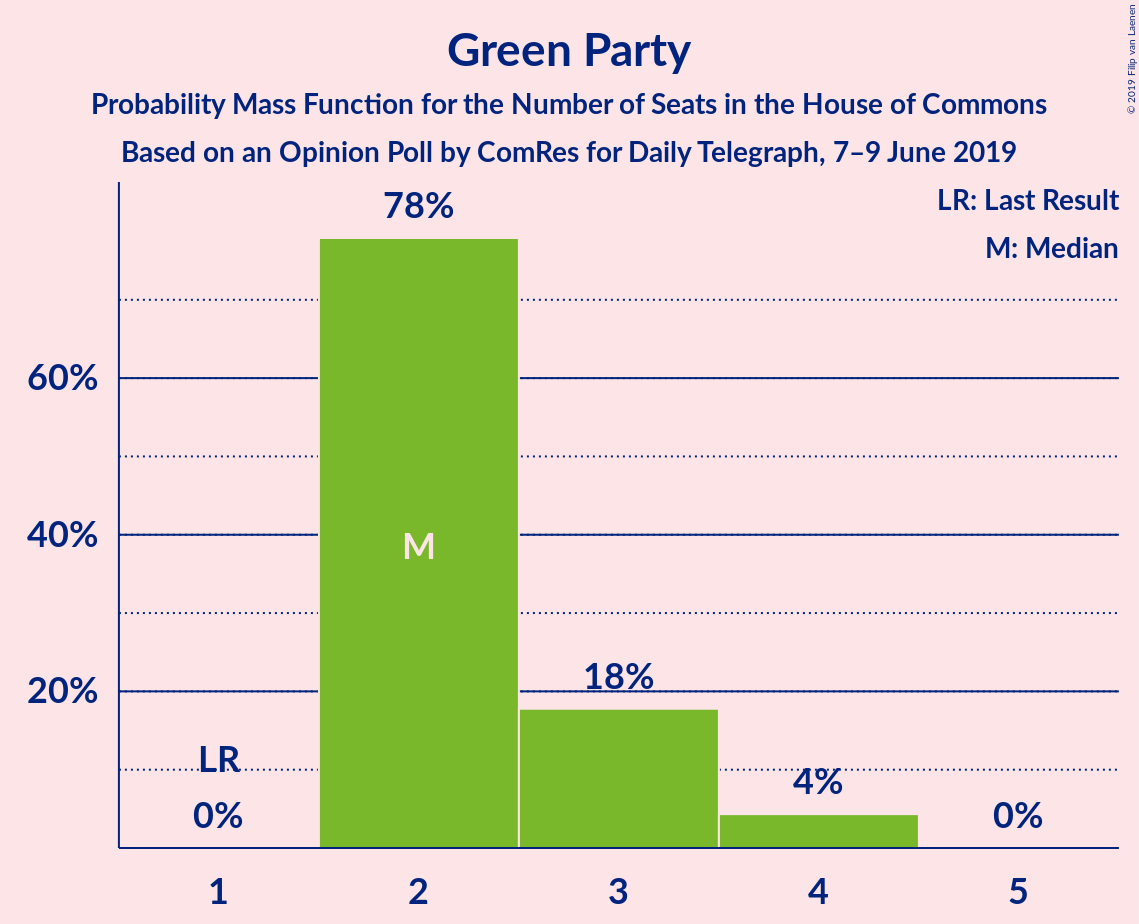 Green Party
Probability Mass Function for the Number of Seats in the House of Commons
Based on an Opinion Poll by ComRes for Daily Telegraph, 7–9 June 2019
© 2019 Filip van Laenen
LR: Last Result
M: Median
78%
60%
40%
M
18%
20%
LR
4%
0%
0%
1
2
3
4
5